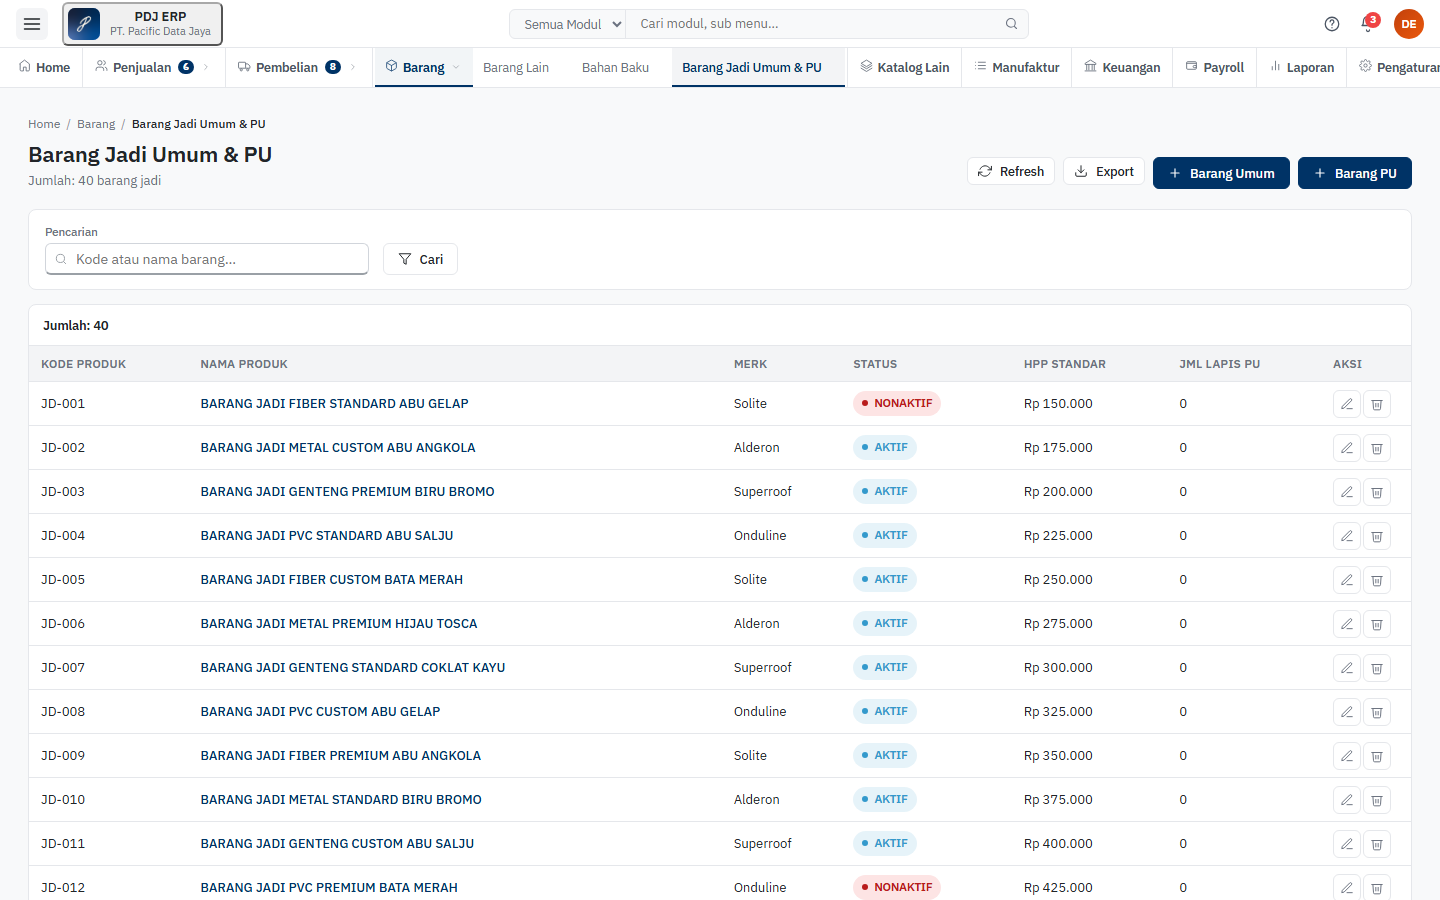 PDJ ERP
PT. Pacific Data Jaya
Semua Modul
Cari modul, sub menu...
3
DE
Home
Penjualan 6
Pembelian 8
Barang
Barang Lain
Bahan Baku
Barang Jadi Umum & PU
Katalog Lain
Manufaktur
Keuangan
Payroll
Laporan
Pengaturan
Home / Barang / Barang Jadi Umum & PU
Barang Jadi Umum & PU
Jumlah: 40 barang jadi
Refresh
Export
+ Barang Umum
+ Barang PU
Pencarian
Kode atau nama barang...
Cari
Jumlah: 40
KODE PRODUK NAMA PRODUK MERK STATUS HPP STANDAR JML LAPIS PU AKSI
JD-001 BARANG JADI FIBER STANDARD ABU GELAP Solite NONAKTIF Rp 150.000 0
JD-002 BARANG JADI METAL CUSTOM ABU ANGKOLA Alderon AKTIF Rp 175.000 0
JD-003 BARANG JADI GENTENG PREMIUM BIRU BROMO Superroof AKTIF Rp 200.000 0
JD-004 BARANG JADI PVC STANDARD ABU SALJU Onduline AKTIF Rp 225.000 0
JD-005 BARANG JADI FIBER CUSTOM BATA MERAH Solite AKTIF Rp 250.000 0
JD-006 BARANG JADI METAL PREMIUM HIJAU TOSCA Alderon AKTIF Rp 275.000 0
JD-007 BARANG JADI GENTENG STANDARD COKLAT KAYU Superroof AKTIF Rp 300.000 0
JD-008 BARANG JADI PVC CUSTOM ABU GELAP Onduline AKTIF Rp 325.000 0
JD-009 BARANG JADI FIBER PREMIUM ABU ANGKOLA Solite AKTIF Rp 350.000 0
JD-010 BARANG JADI METAL STANDARD BIRU BROMO Alderon AKTIF Rp 375.000 0
JD-011 BARANG JADI GENTENG CUSTOM ABU SALJU Superroof AKTIF Rp 400.000 0
JD-012 BARANG JADI PVC PREMIUM BATA MERAH Onduline NONAKTIF Rp 425.000 0